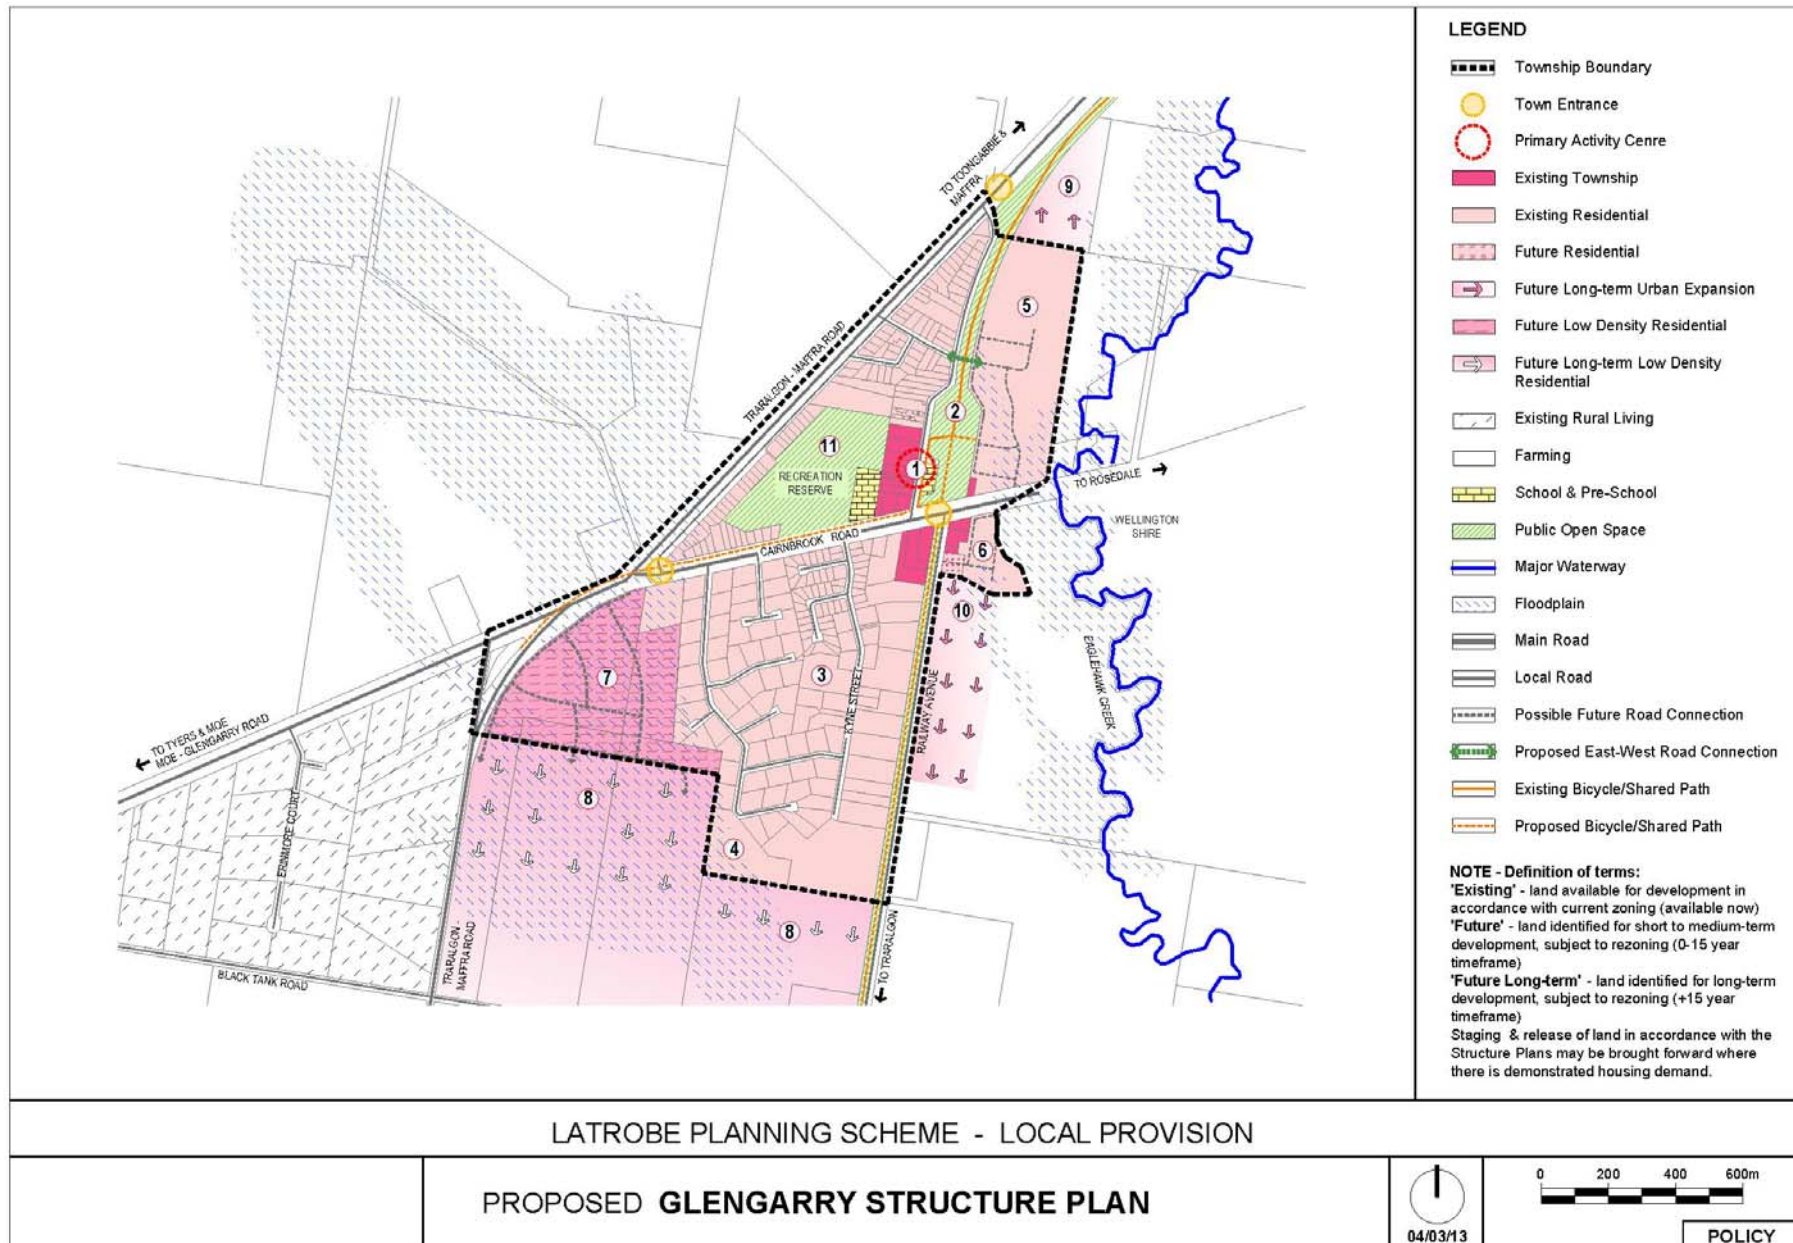 TO TOONGABBIE &
MAFFRA
9
5
TRARALGON - MAFFRA ROAD
2
11
RECREATION
RESERVE
1
TO ROSEDALE
WELLINGTON
SHIRE
CAIRNBROOK ROAD
6
10
7
3
KYNE STREET
RAILWAY AVENUE
EAGLEHAWK CREEK
TO TYERS & MOE
MOE - GLENGARRY ROAD
8
ERINMORE COURT
4
8
TRARALGON -
MAFFRA ROAD
TO TRARALGON
BLACK TANK ROAD
LEGEND
Township Boundary
Town Entrance
Primary Activity Cenre
Existing Township
Existing Residential
Future Residential
Future Long-term Urban Expansion
Future Low Density Residential
Future Long-term Low Density
Residential
Existing Rural Living
Farming
School & Pre-School
Public Open Space
Major Waterway
Floodplain
Main Road
Local Road
Possible Future Road Connection
Proposed East-West Road Connection
Existing Bicycle/Shared Path
Proposed Bicycle/Shared Path
NOTE - Definition of terms:
'Existing' - land available for development in
accordance with current zoning (available now)
'Future' - land identified for short to medium-term
development, subject to rezoning (0-15 year
timeframe)
'Future Long-term' - land identified for long-term
development, subject to rezoning (+15 year
timeframe)
Staging & release of land in accordance with the
Structure Plans may be brought forward where
there is demonstrated housing demand.
LATROBE PLANNING SCHEME - LOCAL PROVISION
PROPOSED GLENGARRY STRUCTURE PLAN
04/03/13
0 200 400 600m
POLICY